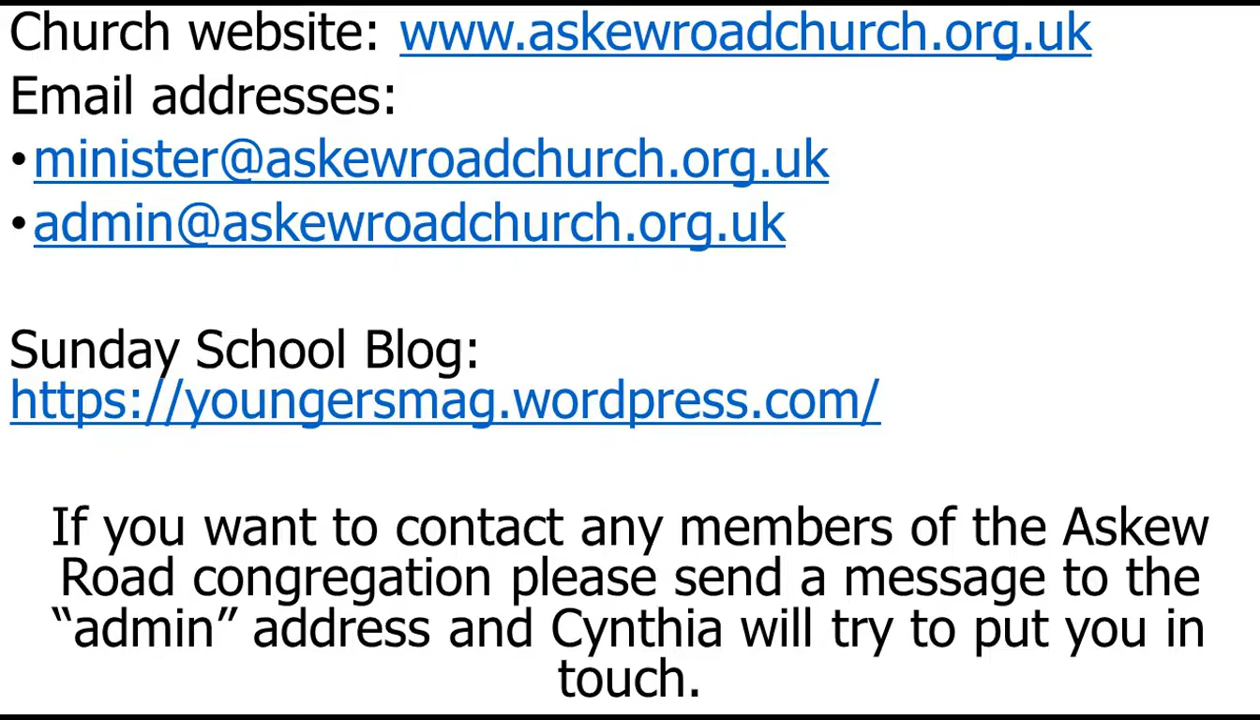 Church website: www.askewroadchurch.org.uk
Email addresses:
•minister@askewroadchurch.org.uk
•admin@askewroadchurch.org.uk
Sunday School Blog:
https://youngersmag.wordpress.com/
If you want to contact any members of the Askew
Road congregation please send a message to the
“admin” address and Cynthia will try to put you in
touch.